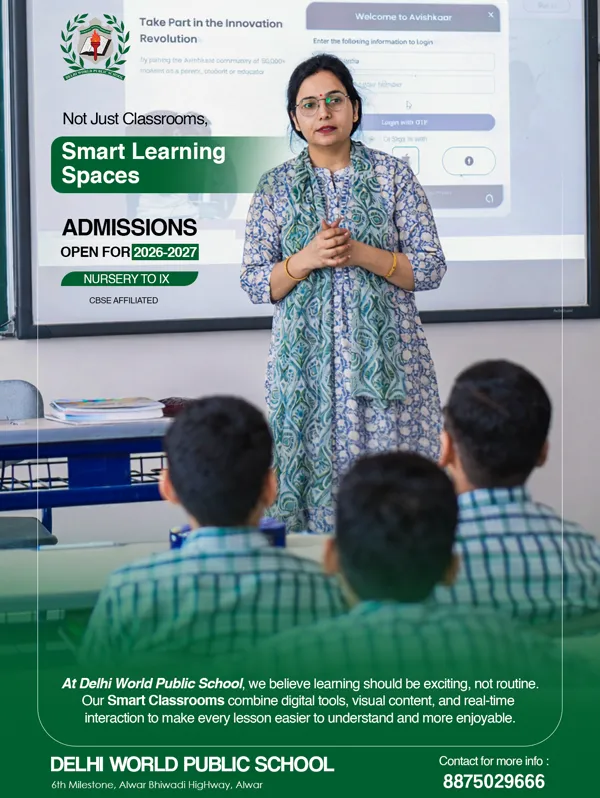 DELHI WORLD PUBLIC SCHOOL
Take Part in the Innovation
Revolution
Welcome to Avishkaar
X
Enter the following information to login
Login with OTP
Not Just Classrooms,
Smart Learning
Spaces
ADMISSIONS
OPEN FOR 2026-2027
NURSERY TO IX
CBSE AFFILIATED
At Delhi World Public School, we believe learning should be exciting, not routine.
Our Smart Classrooms combine digital tools, visual content, and real-time
interaction to make every lesson easier to understand and more enjoyable.
DELHI WORLD PUBLIC SCHOOL
6th Milestone, Alwar Bhiwadi HigHway, Alwar
Contact for more info :
8875029666